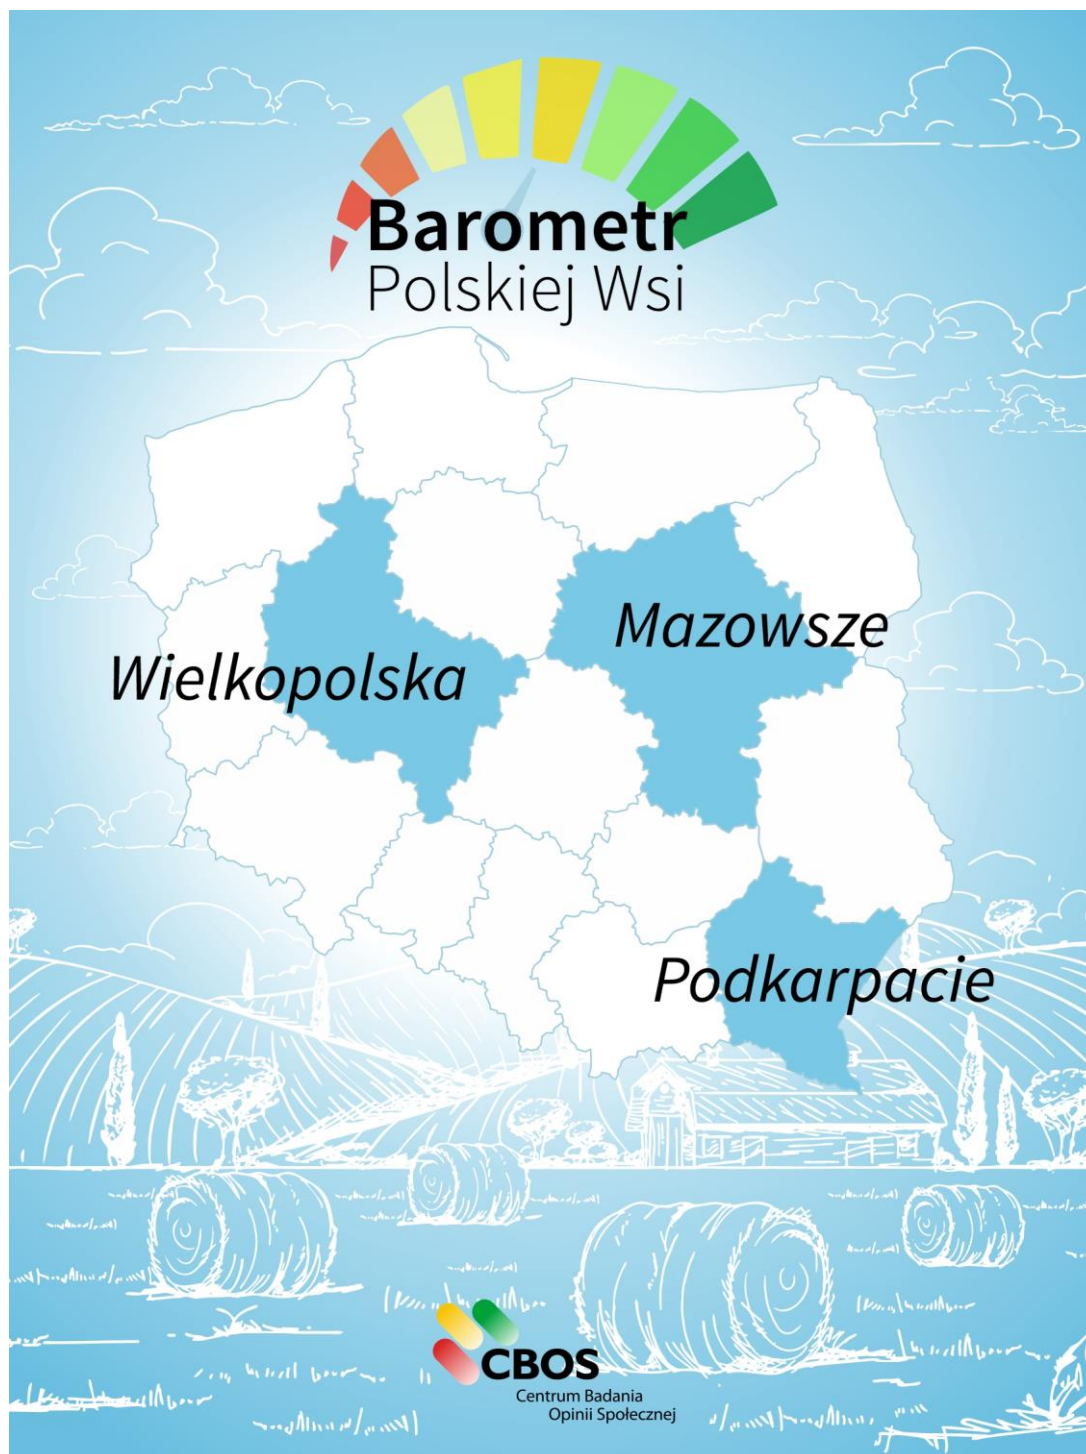 Barometr
Polskiej Wsi
Mazowsze
Wielkopolska
Podkarpacie
CBOS
Centrum Badania
Opinii Społecznej